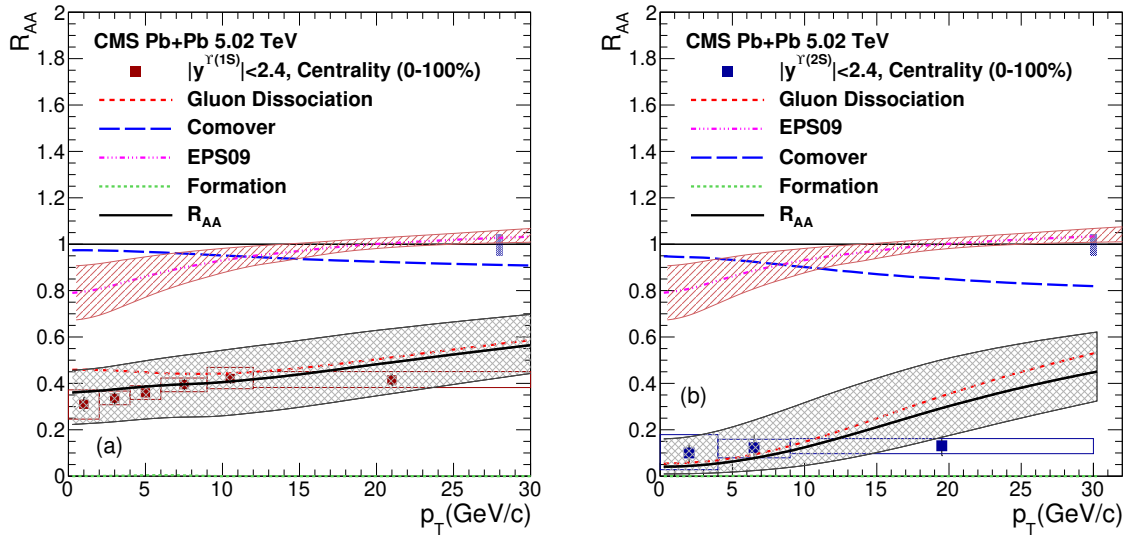 R_AA
2
1.8
1.6
1.4
1.2
1
0.8
0.6
0.4
0.2
0
CMS Pb+Pb 5.02 TeV
|y^Υ(1S)|<2.4, Centrality (0-100%)
Gluon Dissociation
Comover
EPS09
Formation
R_AA
(a)
0 5 10 15 20 25 30
p_T(GeV/c)
R_AA
2
1.8
1.6
1.4
1.2
1
0.8
0.6
0.4
0.2
0
CMS Pb+Pb 5.02 TeV
|y^Υ(2S)|<2.4, Centrality (0-100%)
Gluon Dissociation
EPS09
Comover
Formation
R_AA
(b)
0 5 10 15 20 25 30
p_T(GeV/c)